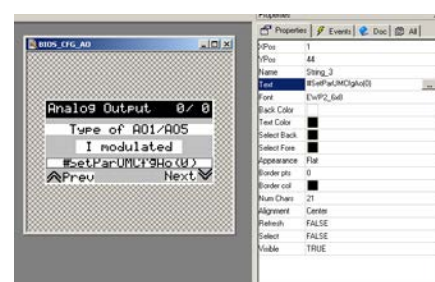 Properties
BIOS_CFG_AO
Analog Output 0/ 0
Type of AO1/AO5
I modulated
#SetParUMCfgAo(0)
Prev Next
Properties Events Doc All
XPos 1
YPos 44
Name String_3
Text #SetParUMCfgAo(0) ...
Font EWP2_6x8
Back Color
Text Color
Select Back
Select Fore
Appearance Flat
Border pts 0
Border col
Num Chars 21
Alignment Center
Refresh FALSE
Select FALSE
Visible TRUE